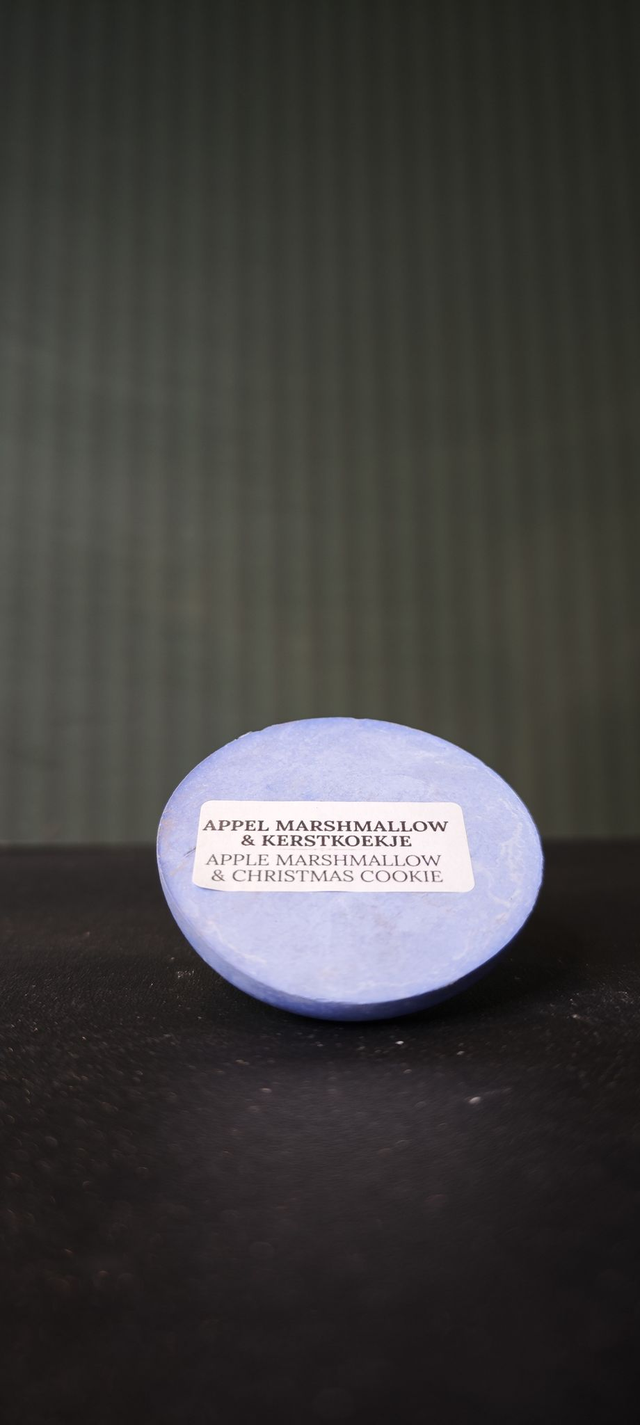 APPEL MARSHMALLOW
& KERSTKOEKJE
APPLE MARSHMALLOW
& CHRISTMAS COOKIE